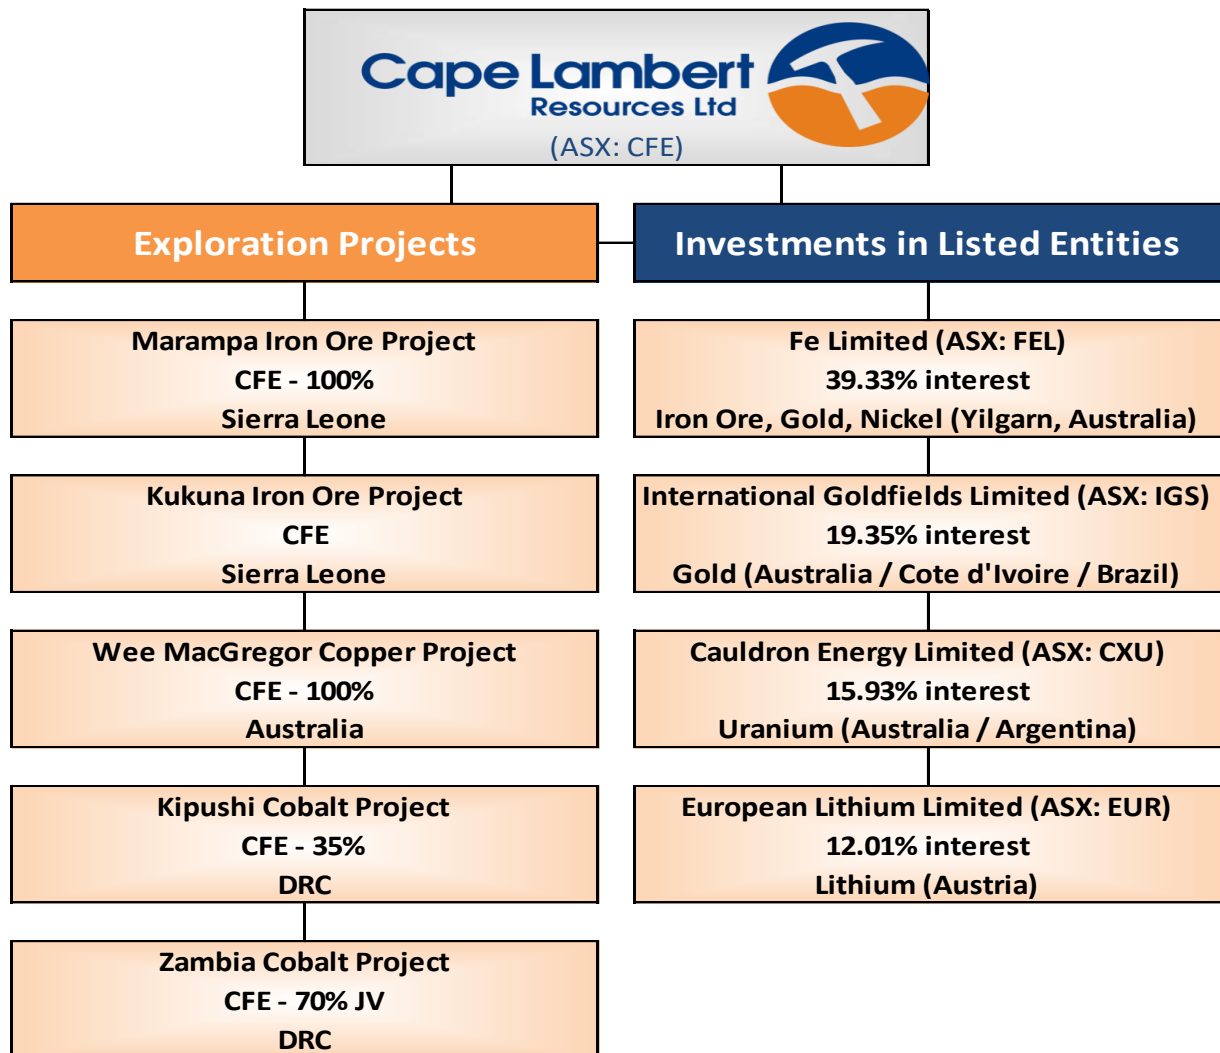 Cape Lambert
Resources Ltd
(ASX: CFE)
Exploration Projects
Marampa Iron Ore Project
CFE - 100%
Sierra Leone
Kukuna Iron Ore Project
CFE
Sierra Leone
Wee MacGregor Copper Project
CFE - 100%
Australia
Kipushi Cobalt Project
CFE - 35%
DRC
Zambia Cobalt Project
CFE - 70% JV
DRC
Investments in Listed Entities
Fe Limited (ASX: FEL)
39.33% interest
Iron Ore, Gold, Nickel (Yilgarn, Australia)
International Goldfields Limited (ASX: IGS)
19.35% interest
Gold (Australia / Cote d'Ivoire / Brazil)
Cauldron Energy Limited (ASX: CXU)
15.93% interest
Uranium (Australia / Argentina)
European Lithium Limited (ASX: EUR)
12.01% interest
Lithium (Austria)